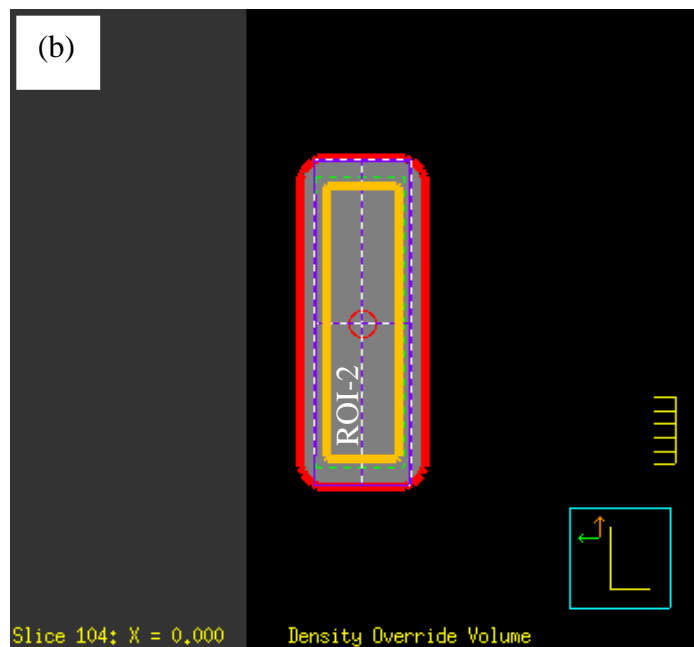 (b)
ROI-2
Slice 104: X = 0.000
Density Override Volume